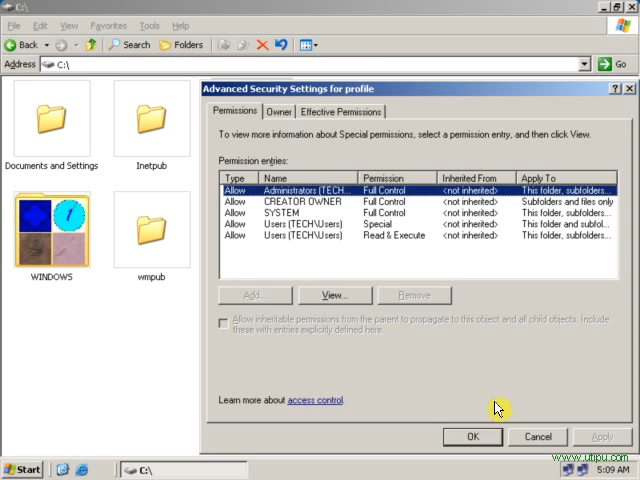 C:\
File Edit View Favorites Tools Help
Back Search Folders
Address C:\ Go
Documents and Settings
Inetpub
WINDOWS
wmpub
Advanced Security Settings for profile
Permissions Owner Effective Permissions
To view more information about Special permissions, select a permission entry, and then click View.
Permission entries:
Type Name Permission Inherited From Apply To
Allow Administrators (TECH... Full Control <not inherited> This folder, subfolders...
Allow CREATOR OWNER Full Control <not inherited> Subfolders and files only
Allow SYSTEM Full Control <not inherited> This folder, subfolders...
Allow Users (TECH\Users) Special <not inherited> This folder and subfol...
Allow Users (TECH\Users) Read & Execute <not inherited> This folder, subfolders...
Add... View... Remove
Allow inheritable permissions from the parent to propagate to this object and all child objects. Include
these with entries explicitly defined here.
Learn more about access control.
OK Cancel Apply
www.utipu.com
Start C:\ 5:09 AM